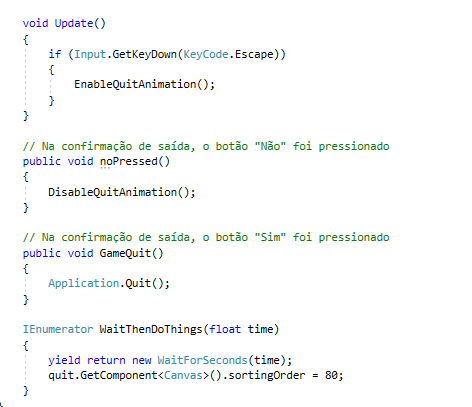 void Update()
{
    if (Input.GetKeyDown(KeyCode.Escape))
    {
        EnableQuitAnimation();
    }
}
// Na confirmação de saída, o botão "Não" foi pressionado
public void noPressed()
{
    DisableQuitAnimation();
}
// Na confirmação de saída, o botão "Sim" foi pressionado
public void GameQuit()
{
    Application.Quit();
}
IEnumerator WaitThenDoThings(float time)
{
    yield return new WaitForSeconds(time);
    quit.GetComponent<Canvas>().sortingOrder = 80;
}